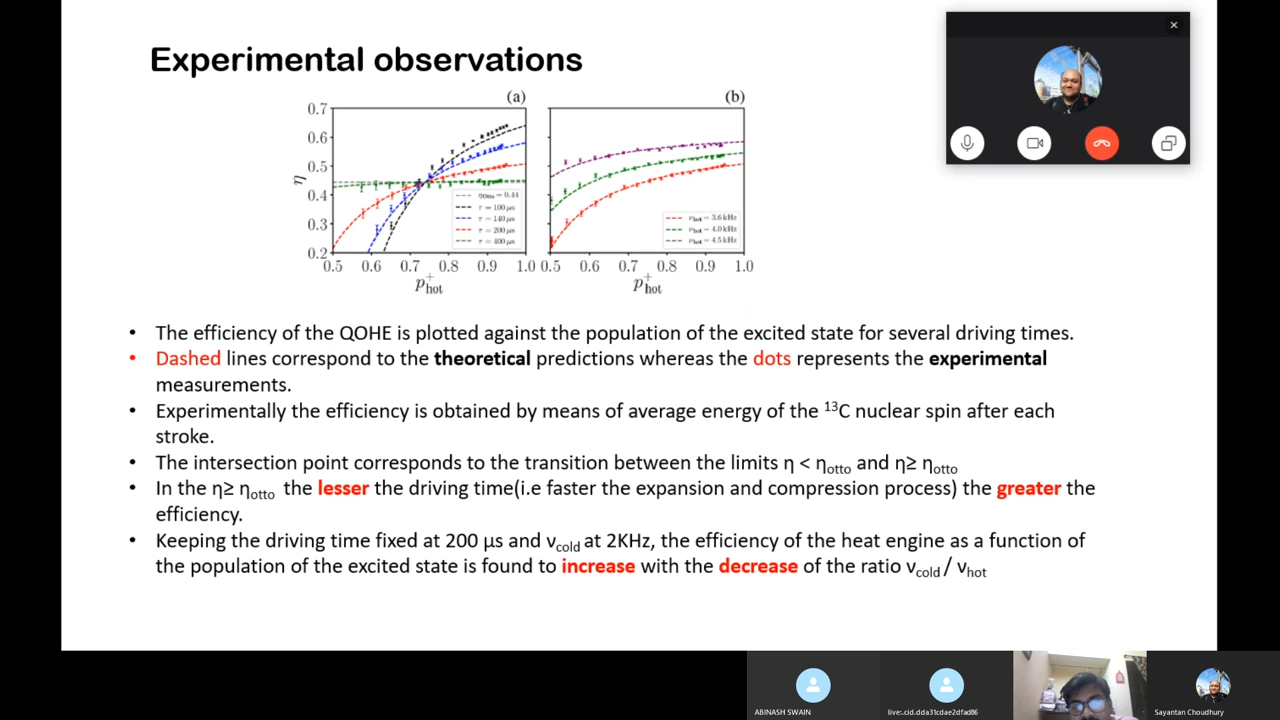 Experimental observations
(a)
(b)
0.7
0.6
0.5
0.4
0.3
0.2
η
η = 0.44
τ = 100 μs
τ = 140 μs
τ = 200 μs
τ = 400 μs
ν_hot = 3.6 kHz
ν_hot = 4.0 kHz
ν_hot = 4.5 kHz
0.5 0.6 0.7 0.8 0.9 1.0 0.5 0.6 0.7 0.8 0.9 1.0
p⁺_hot p⁺_hot
• The efficiency of the QOHE is plotted against the population of the excited state for several driving times.
• Dashed lines correspond to the theoretical predictions whereas the dots represents the experimental
measurements.
• Experimentally the efficiency is obtained by means of average energy of the ¹³C nuclear spin after each
stroke.
• The intersection point corresponds to the transition between the limits η < η_otto and η≥ η_otto
• In the η≥ η_otto the lesser the driving time(i.e faster the expansion and compression process) the greater the
efficiency.
• Keeping the driving time fixed at 200 μs and ν_cold at 2KHz, the efficiency of the heat engine as a function of
the population of the excited state is found to increase with the decrease of the ratio ν_cold / ν_hot
ABINASH SWAIN
live:.cid.dda31cdae2dfad86
Sayantan Choudhury